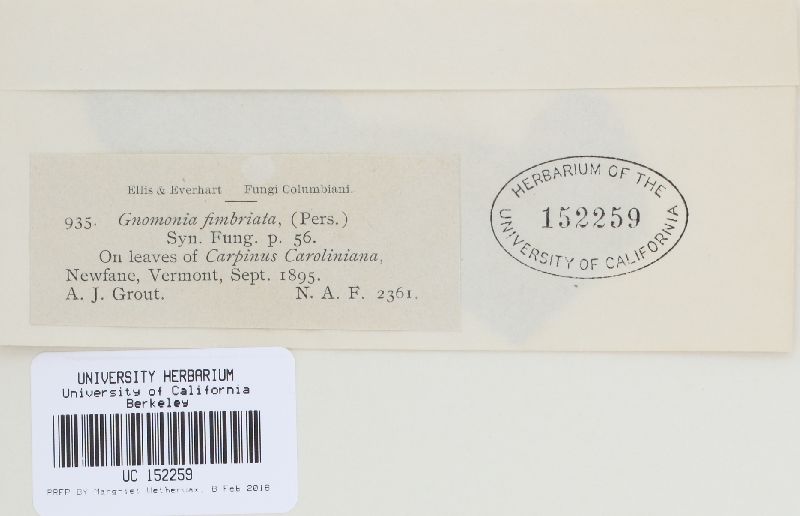 Ellis & Everhart Fungi Columbiani.
935. Gnomonia fimbriata, (Pers.)
Syn. Fung. p. 56.
On leaves of Carpinus Caroliniana,
Newfane, Vermont, Sept. 1895.
A. J. Grout. N. A. F. 2361.
HERBARIUM OF THE
152259
UNIVERSITY OF CALIFORNIA
UNIVERSITY HERBARIUM
University of California
Berkeley
UC 152259
PREP BY Margriet Wetherwax, 8 Feb 2018